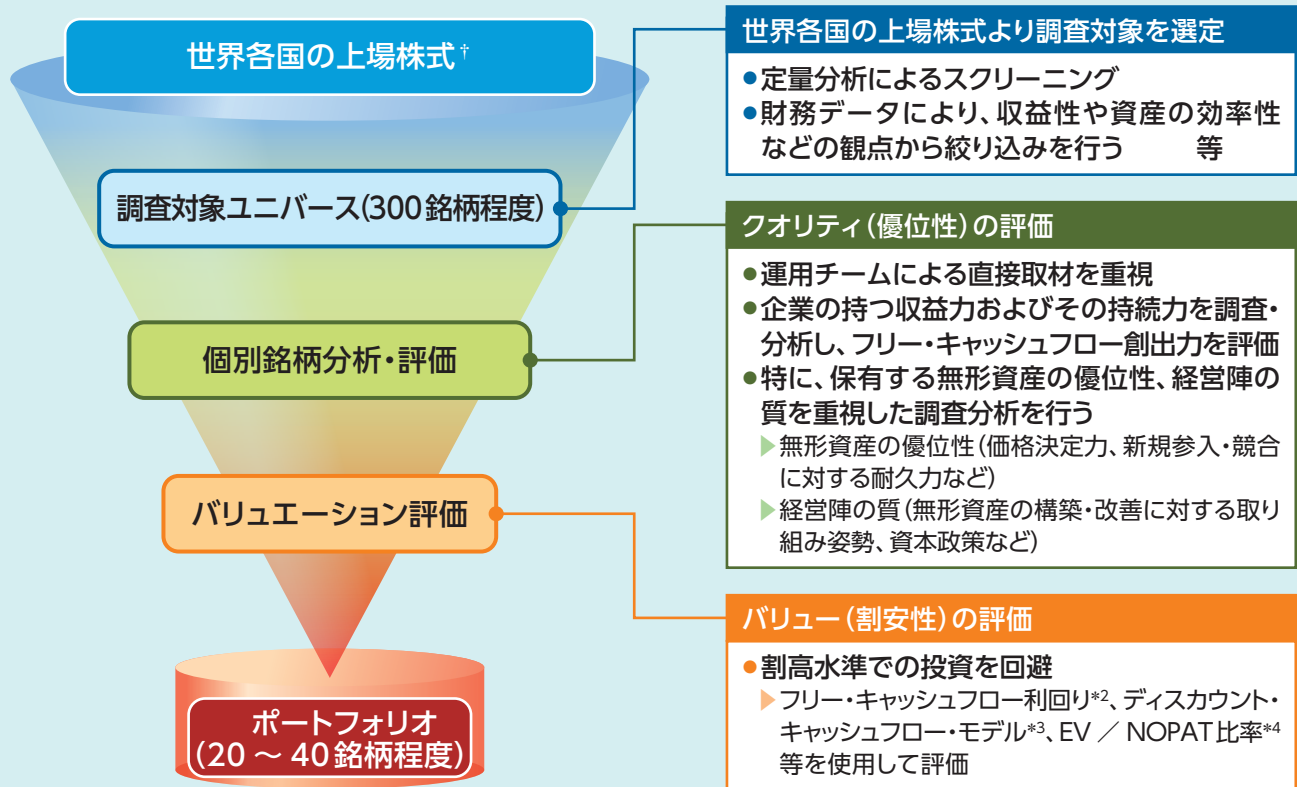 世界各国の上場株式†
調査対象ユニバース(300銘柄程度)
個別銘柄分析・評価
バリュエーション評価
ポートフォリオ
(20 ～ 40銘柄程度)
世界各国の上場株式より調査対象を選定
●定量分析によるスクリーニング
●財務データにより、収益性や資産の効率性
などの観点から絞り込みを行う 等
クオリティ(優位性)の評価
●運用チームによる直接取材を重視
●企業の持つ収益力およびその持続力を調査・
分析し、フリー・キャッシュフロー創出力を評価
●特に、保有する無形資産の優位性、経営陣の
質を重視した調査分析を行う
▶無形資産の優位性(価格決定力、新規参入・競合
に対する耐久力など)
▶経営陣の質(無形資産の構築・改善に対する取り
組み姿勢、資本政策など)
バリュー(割安性)の評価
●割高水準での投資を回避
▶フリー・キャッシュフロー利回り*2、ディスカウント・
キャッシュフロー・モデル*3、EV ／ NOPAT比率*4
等を使用して評価